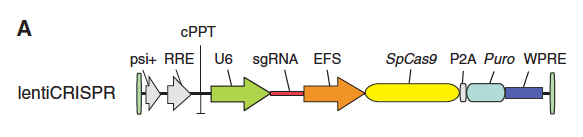 A
cPPT
psi+ RRE U6 sgRNA EFS SpCas9 P2A Puro WPRE
lentiCRISPR